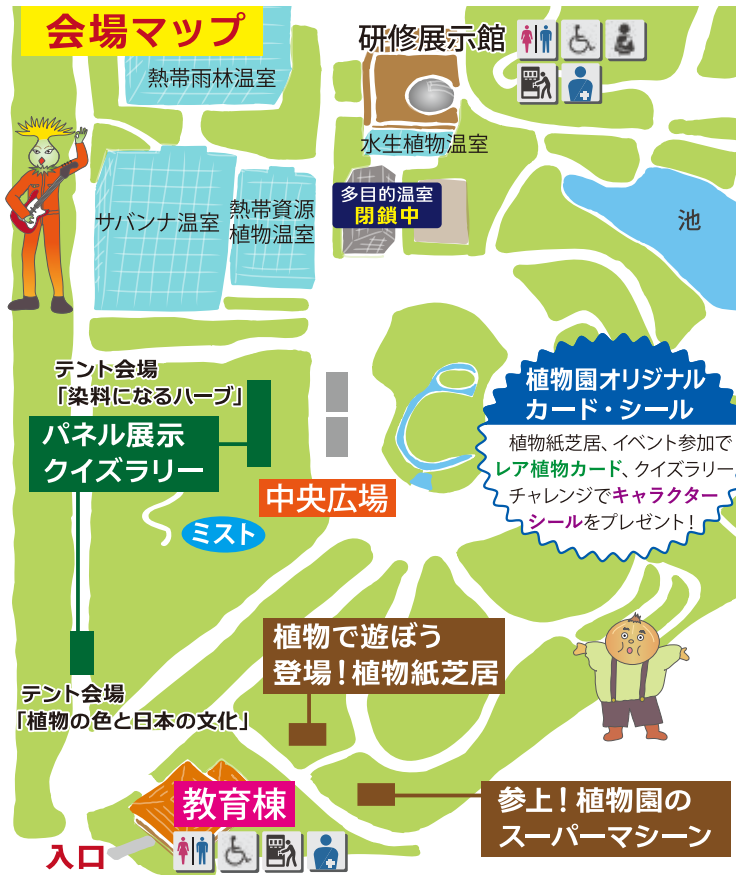 会場マップ
研修展示館
熱帯雨林温室
水生植物温室
多目的温室
閉鎖中
サバンナ温室
熱帯資源
植物温室
池
テント会場
「染料になるハーブ」
パネル展示
クイズラリー
植物園オリジナル
カード・シール
植物紙芝居、イベント参加で
レア植物カード、クイズラリー
チャレンジでキャラクター
シールをプレゼント！
中央広場
ミスト
植物で遊ぼう
登場！植物紙芝居
テント会場
「植物の色と日本の文化」
教育棟
参上！植物園の
スーパーマシーン
入口